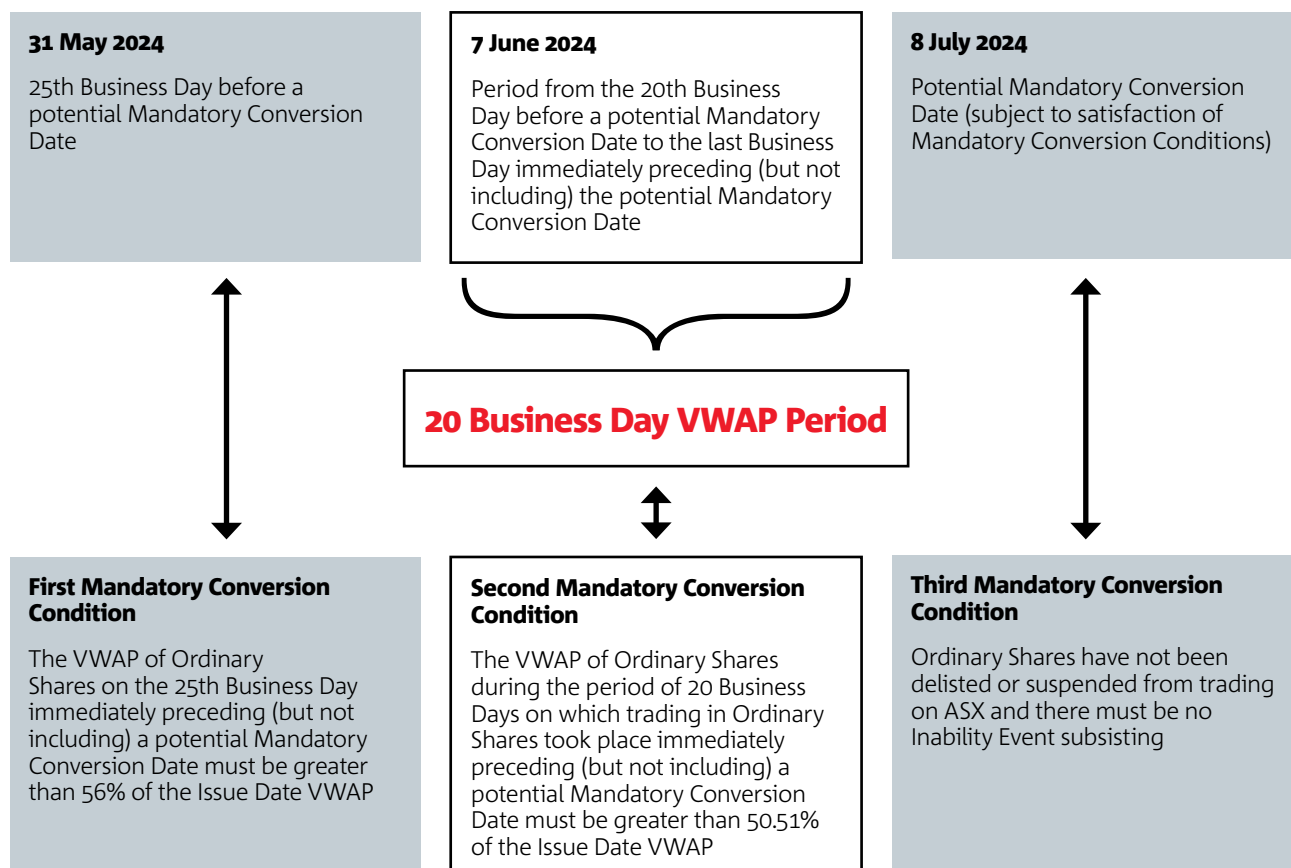 31 May 2024
25th Business Day before a
potential Mandatory Conversion
Date
7 June 2024
Period from the 20th Business
Day before a potential Mandatory
Conversion Date to the last Business
Day immediately preceding (but not
including) the potential Mandatory
Conversion Date
8 July 2024
Potential Mandatory Conversion
Date (subject to satisfaction of
Mandatory Conversion Conditions)
20 Business Day VWAP Period
First Mandatory Conversion
Condition
The VWAP of Ordinary
Shares on the 25th Business Day
immediately preceding (but not
including) a potential Mandatory
Conversion Date must be greater
than 56% of the Issue Date VWAP
Second Mandatory Conversion
Condition
The VWAP of Ordinary Shares
during the period of 20 Business
Days on which trading in Ordinary
Shares took place immediately
preceding (but not including) a
potential Mandatory Conversion
Date must be greater than 50.51%
of the Issue Date VWAP
Third Mandatory Conversion
Condition
Ordinary Shares have not been
delisted or suspended from trading
on ASX and there must be no
Inability Event subsisting